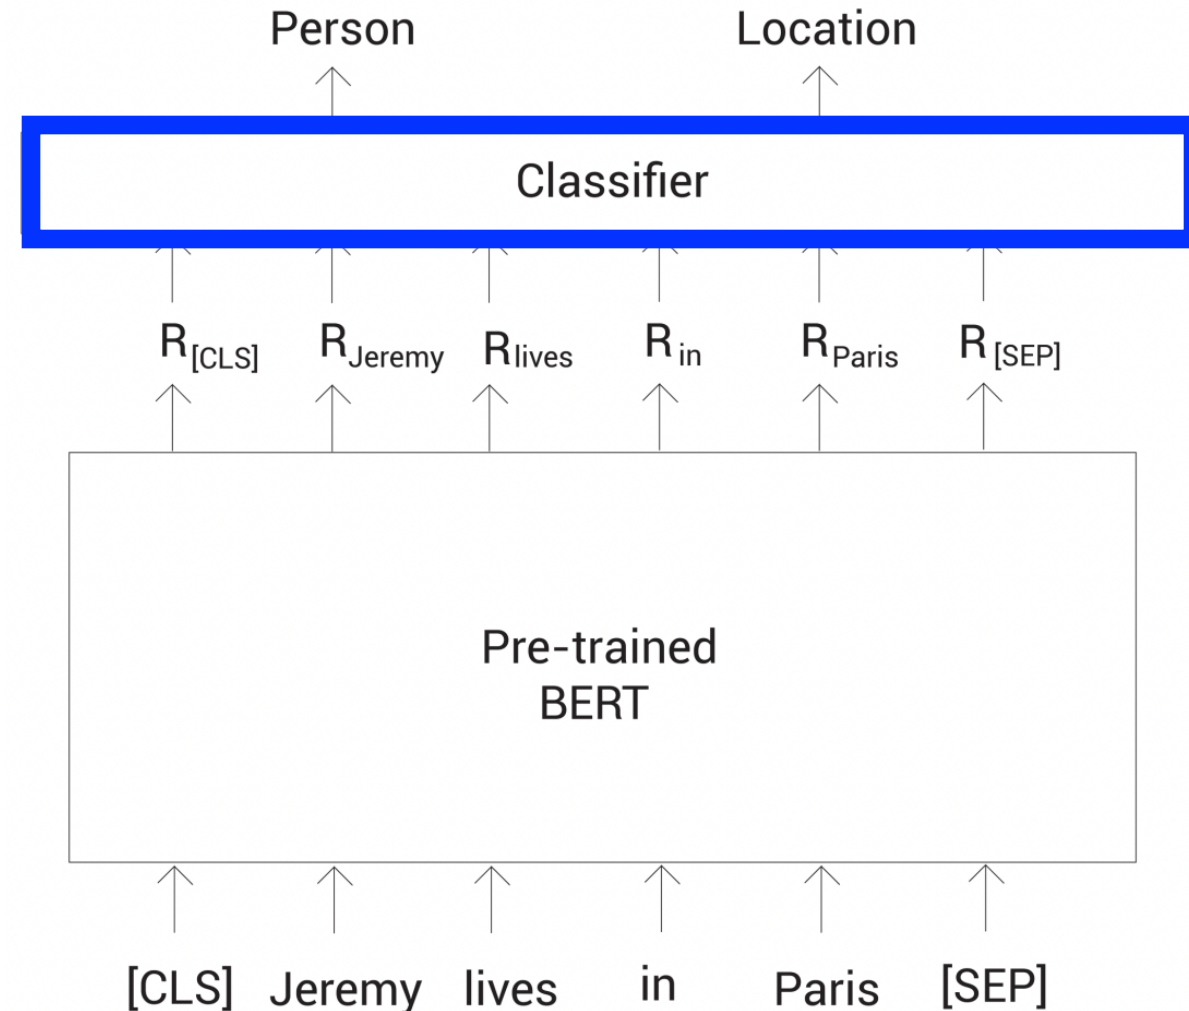 Person Location
Classifier
R[CLS] RJeremy Rlives Rin RParis R[SEP]
Pre-trained
BERT
[CLS] Jeremy lives in Paris [SEP]